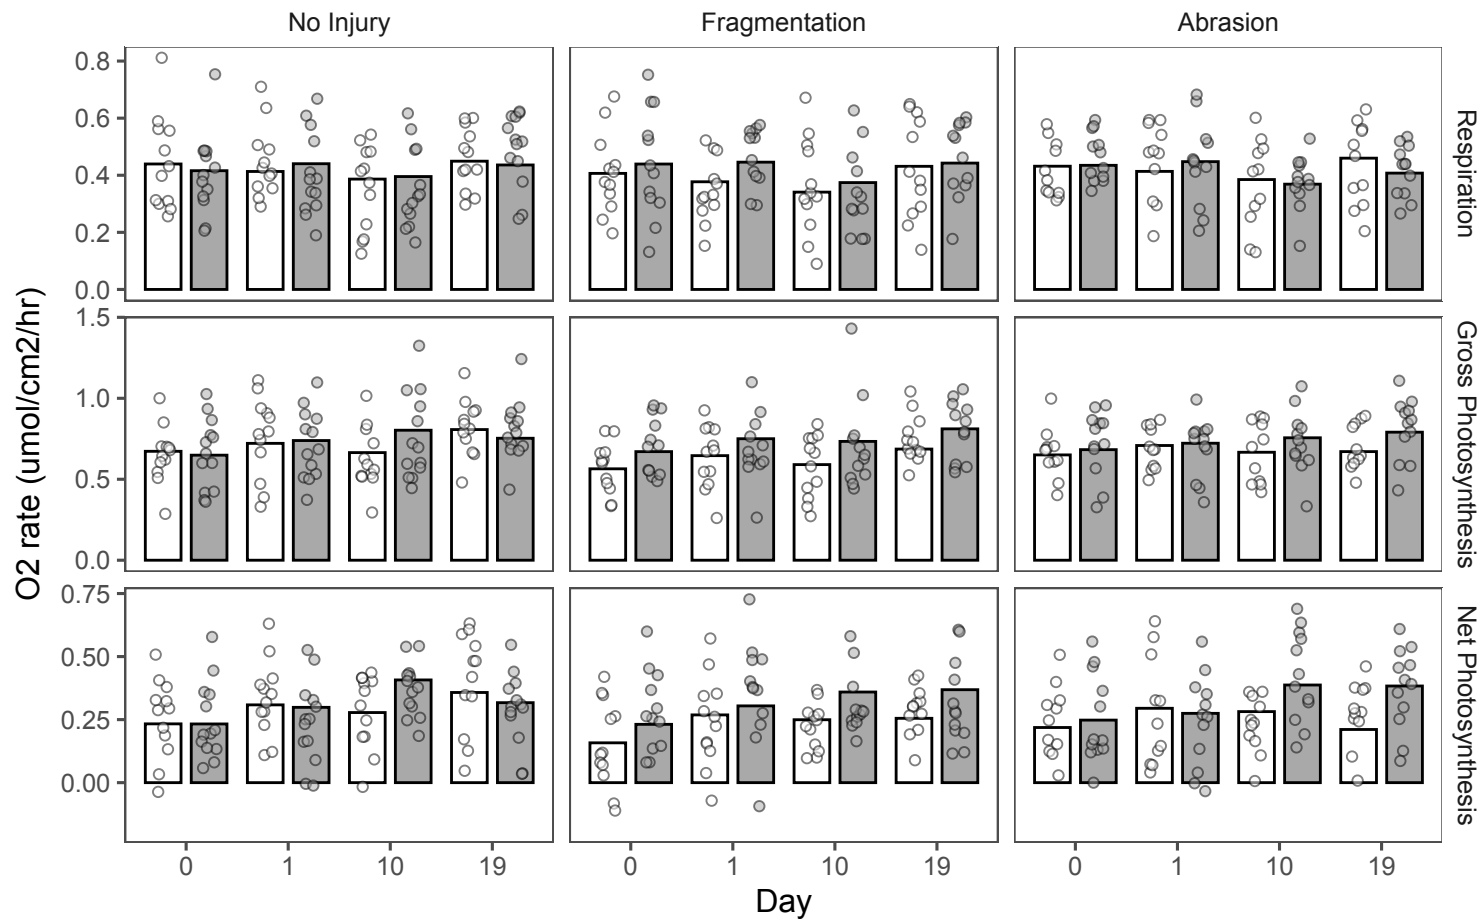 No Injury
Fragmentation
Abrasion
0.8
0.6
0.4
0.2
0.0
Respiration
1.5
1.0
0.5
0.0
Gross Photosynthesis
0.75
0.50
0.25
0.00
Net Photosynthesis
O2 rate (umol/cm2/hr)
0 1 10 19
0 1 10 19
0 1 10 19
Day